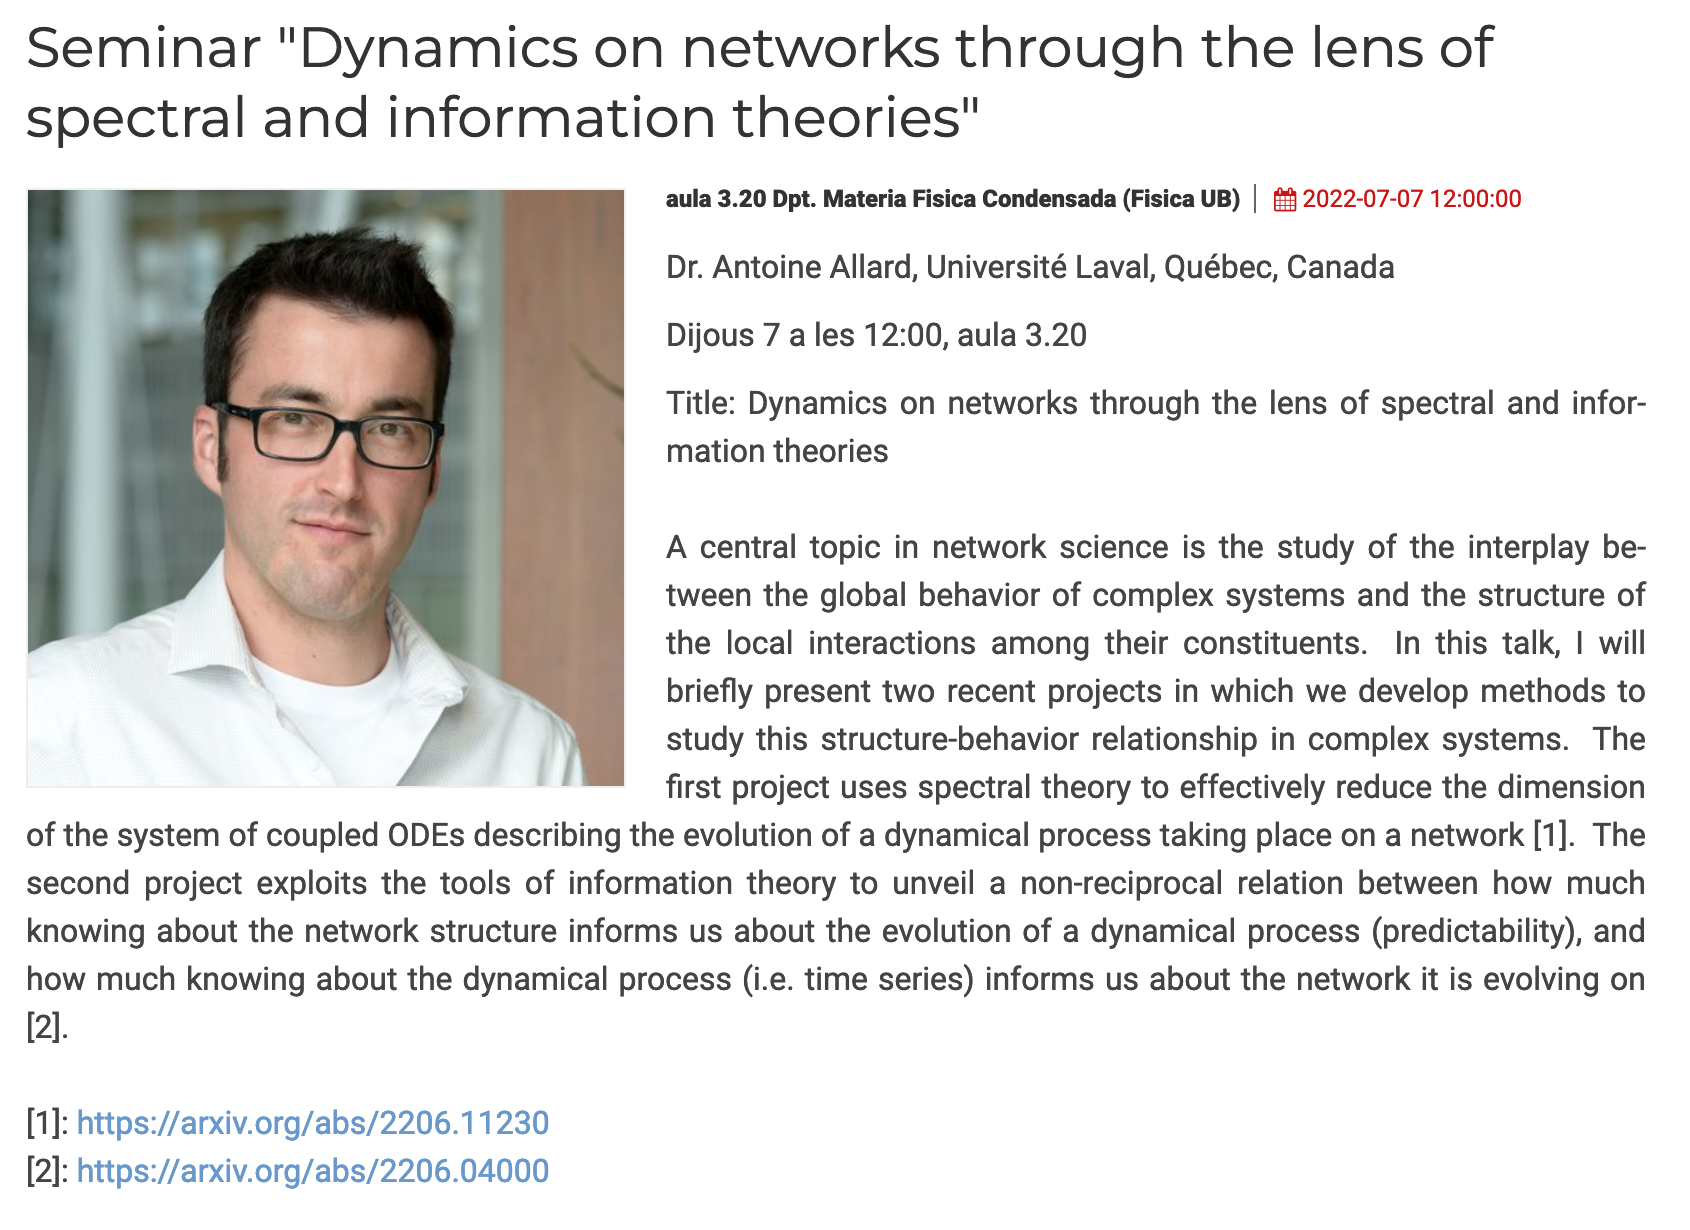 Seminar "Dynamics on networks through the lens of
spectral and information theories"
aula 3.20 Dpt. Materia Fisica Condensada (Fisica UB) | 2022-07-07 12:00:00
Dr. Antoine Allard, Université Laval, Québec, Canada
Dijous 7 a les 12:00, aula 3.20
Title: Dynamics on networks through the lens of spectral and infor-
mation theories
A central topic in network science is the study of the interplay be-
tween the global behavior of complex systems and the structure of
the local interactions among their constituents. In this talk, I will
briefly present two recent projects in which we develop methods to
study this structure-behavior relationship in complex systems. The
first project uses spectral theory to effectively reduce the dimension
of the system of coupled ODEs describing the evolution of a dynamical process taking place on a network [1]. The
second project exploits the tools of information theory to unveil a non-reciprocal relation between how much
knowing about the network structure informs us about the evolution of a dynamical process (predictability), and
how much knowing about the dynamical process (i.e. time series) informs us about the network it is evolving on
[2].
[1]: https://arxiv.org/abs/2206.11230
[2]: https://arxiv.org/abs/2206.04000